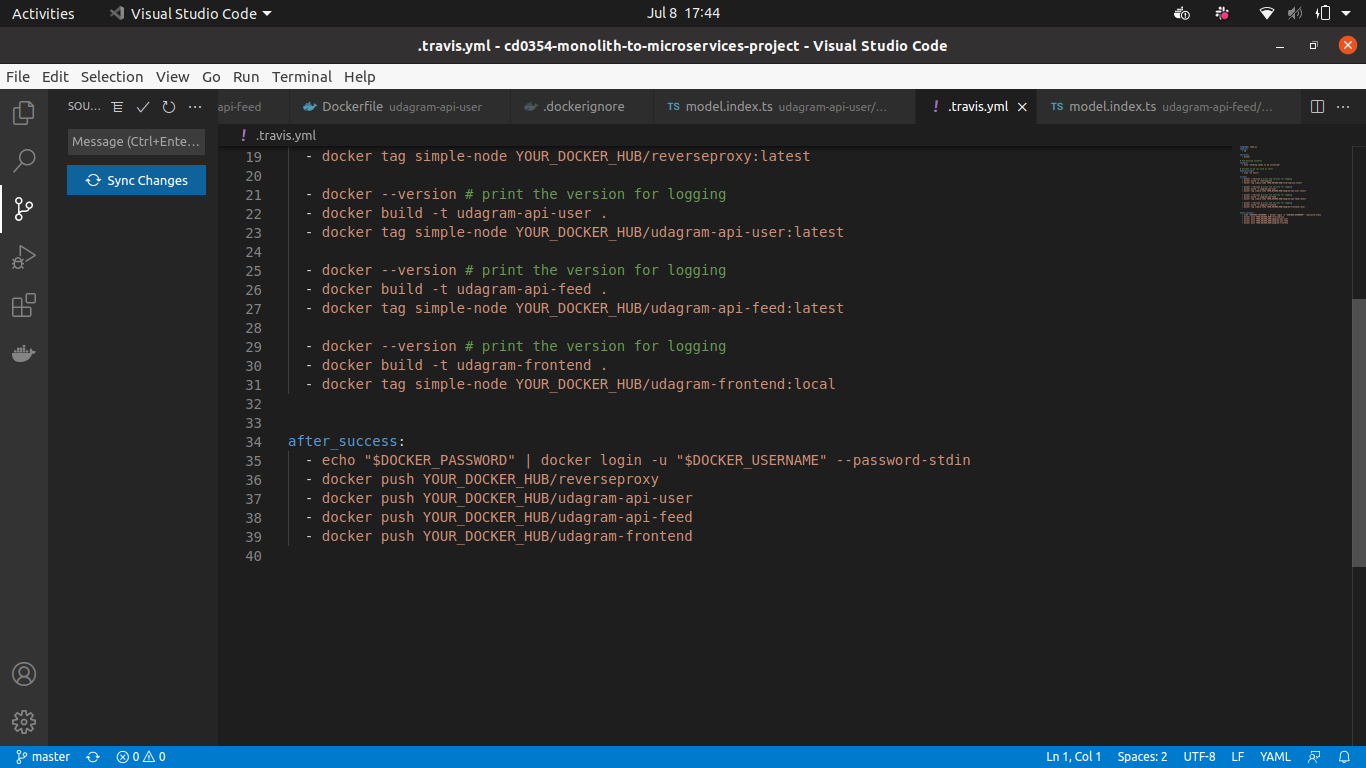 Activities Visual Studio Code Jul 8 17:44
.travis.yml - cd0354-monolith-to-microservices-project - Visual Studio Code
File Edit Selection View Go Run Terminal Help
SOU... api-feed Dockerfile udagram-api-user .dockerignore TS model.index.ts udagram-api-user/... ! .travis.yml TS model.index.ts udagram-api-feed/...
! .travis.yml
Message (Ctrl+Ente...
Sync Changes
19 - docker tag simple-node YOUR_DOCKER_HUB/reverseproxy:latest
20
21 - docker --version # print the version for logging
22 - docker build -t udagram-api-user .
23 - docker tag simple-node YOUR_DOCKER_HUB/udagram-api-user:latest
24
25 - docker --version # print the version for logging
26 - docker build -t udagram-api-feed .
27 - docker tag simple-node YOUR_DOCKER_HUB/udagram-api-feed:latest
28
29 - docker --version # print the version for logging
30 - docker build -t udagram-frontend .
31 - docker tag simple-node YOUR_DOCKER_HUB/udagram-frontend:local
32
33
34 after_success:
35 - echo "$DOCKER_PASSWORD" | docker login -u "$DOCKER_USERNAME" --password-stdin
36 - docker push YOUR_DOCKER_HUB/reverseproxy
37 - docker push YOUR_DOCKER_HUB/udagram-api-user
38 - docker push YOUR_DOCKER_HUB/udagram-api-feed
39 - docker push YOUR_DOCKER_HUB/udagram-frontend
40
master 0 0 Ln 1, Col 1 Spaces: 2 UTF-8 LF YAML